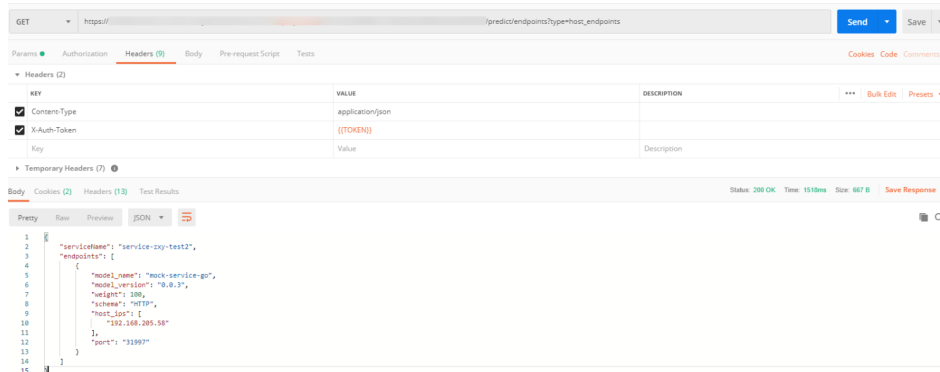 GET https:// /predict/endpoints?type=host_endpoints Send Save
Params Authorization Headers (9) Body Pre-request Script Tests Cookies Code Comments
Headers (2)
KEY VALUE DESCRIPTION ••• Bulk Edit Presets
Content-Type application/json
X-Auth-Token {{TOKEN}}
Key Value Description
Temporary Headers (7)
Body Cookies (2) Headers (13) Test Results Status: 200 OK Time: 1518ms Size: 667 B Save Response
Pretty Raw Preview JSON
1 {
2 "serviceName": "service-zxy-test2",
3 "endpoints": [
4 {
5 "model_name": "mock-service-go",
6 "model_version": "0.0.3",
7 "weight": 100,
8 "schema": "HTTP",
9 "host_ips": [
10 "192.168.205.58"
11 ],
12 "port": "31997"
13 }
14 ]
15 }